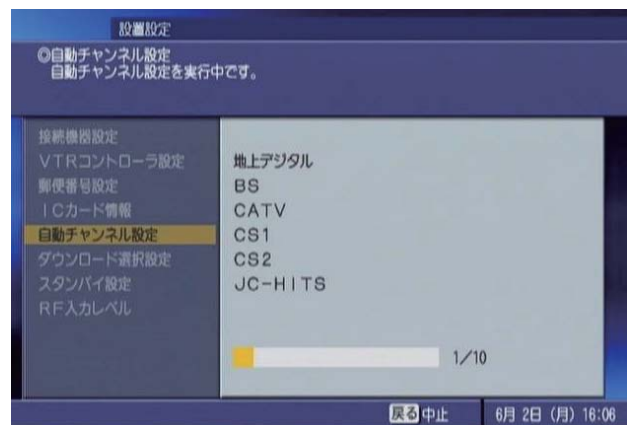 設置設定
◎自動チャンネル設定
自動チャンネル設定を実行中です。
接続機器設定
VTRコントローラ設定
郵便番号設定
ICカード情報
自動チャンネル設定
ダウンロード選択設定
スタンバイ設定
RF入力レベル
地上デジタル
BS
CATV
CS1
CS2
JC-HITS
1/10
戻る 中止
6月 2日 (月) 16:06